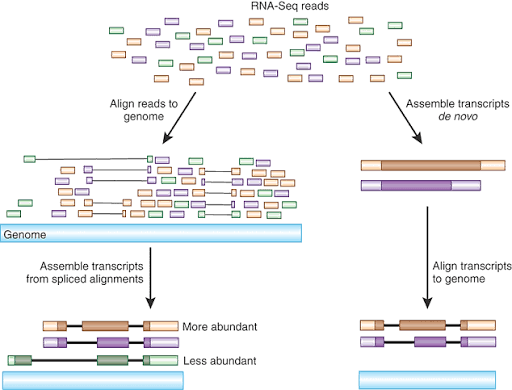 RNA-Seq reads
Align reads to
genome
Assemble transcripts
de novo
Genome
Assemble transcripts
from spliced alignments
Align transcripts
to genome
More abundant
Less abundant